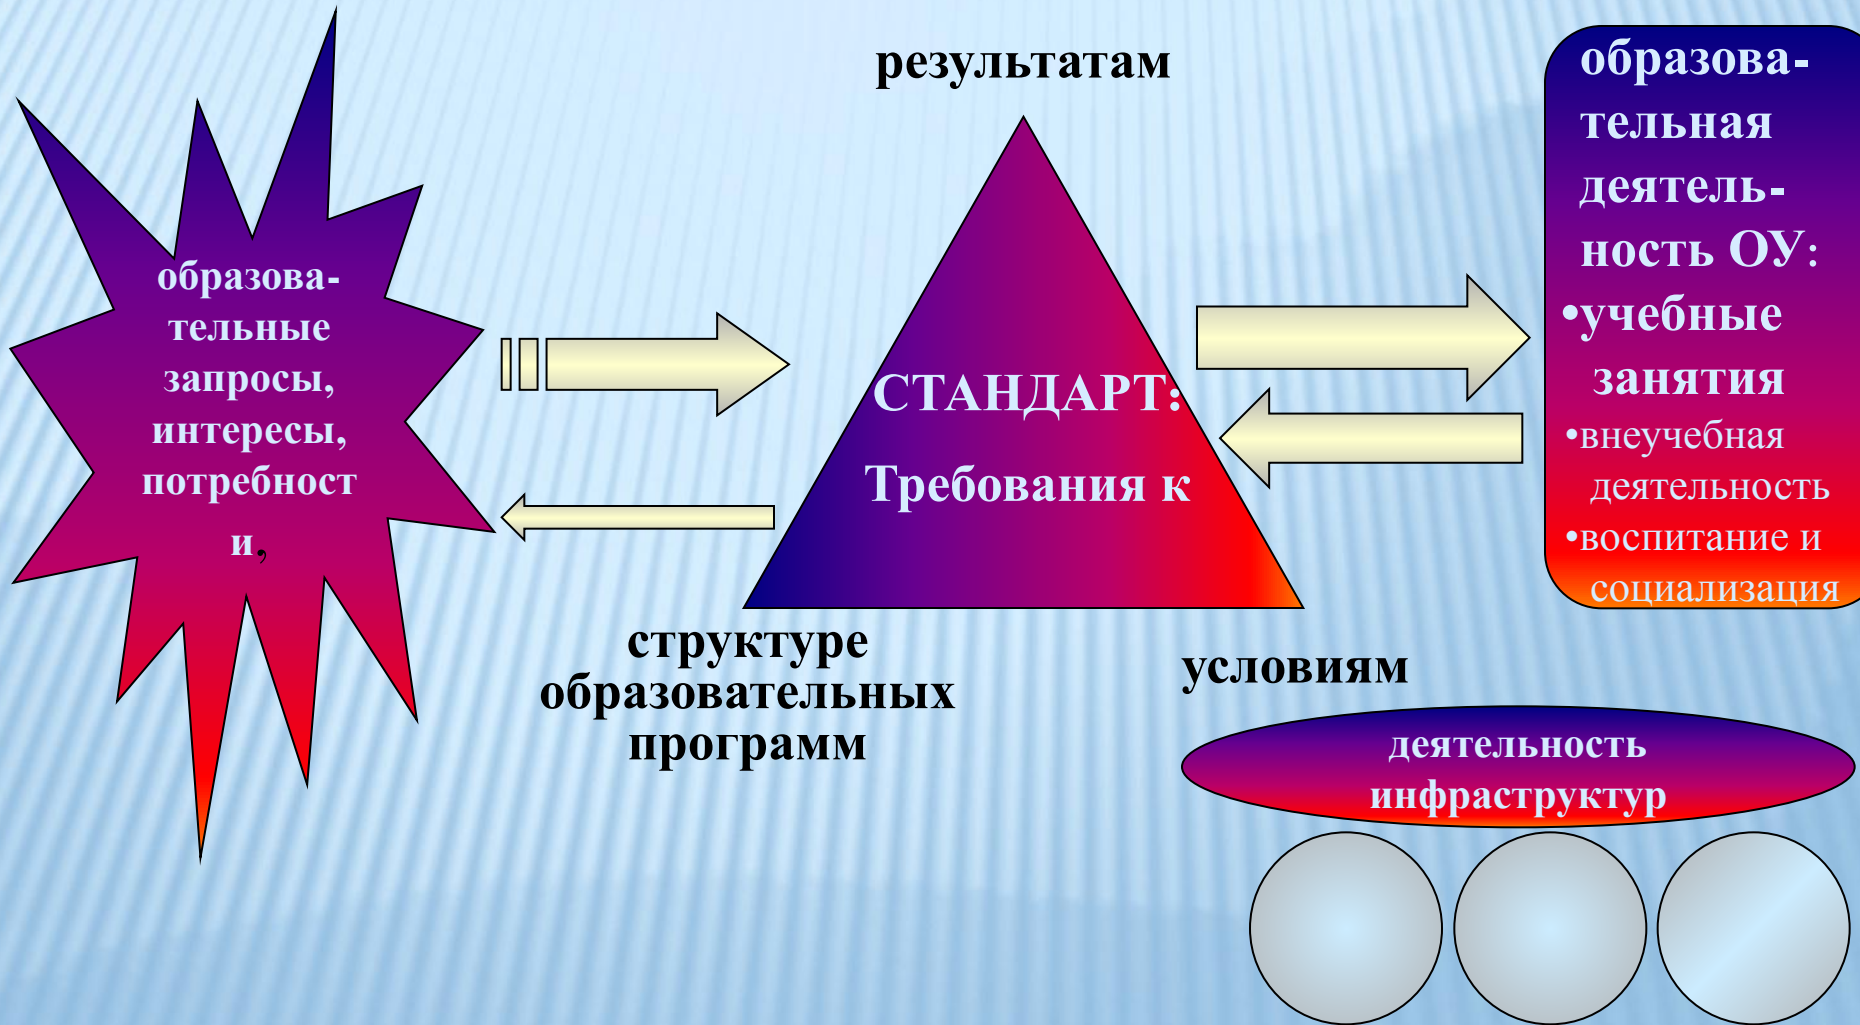 образова-
тельные
запросы,
интересы,
потребност
и,
результатам
СТАНДАРТ:
Требования к
структуре
образовательных
программ
условиям
образова-
тельная
деятель-
ность ОУ:
•учебные
занятия
•внеучебная
деятельность
•воспитание и
социализация
деятельность
инфраструктур